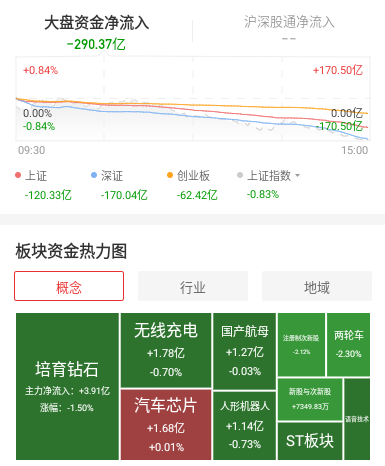 大盘资金净流入
沪深股通净流入
-290.37亿
--
+0.84%
+170.50亿
0.00%
0.00亿
-0.84%
-170.50亿
09:30
15:00
上证
深证
创业板
上证指数
-120.33亿
-170.04亿
-62.42亿
-0.83%
板块资金热力图
概念
行业
地域
培育钻石
主力净流入：+3.91亿
涨幅：-1.50%
无线充电
+1.78亿
-0.70%
汽车芯片
+1.68亿
+0.01%
国产航母
+1.27亿
-0.03%
人形机器人
+1.14亿
-0.73%
注册制次新股
-2.12%
两轮车
-2.30%
新股与次新股
+7349.83万
ST板块
语音技术